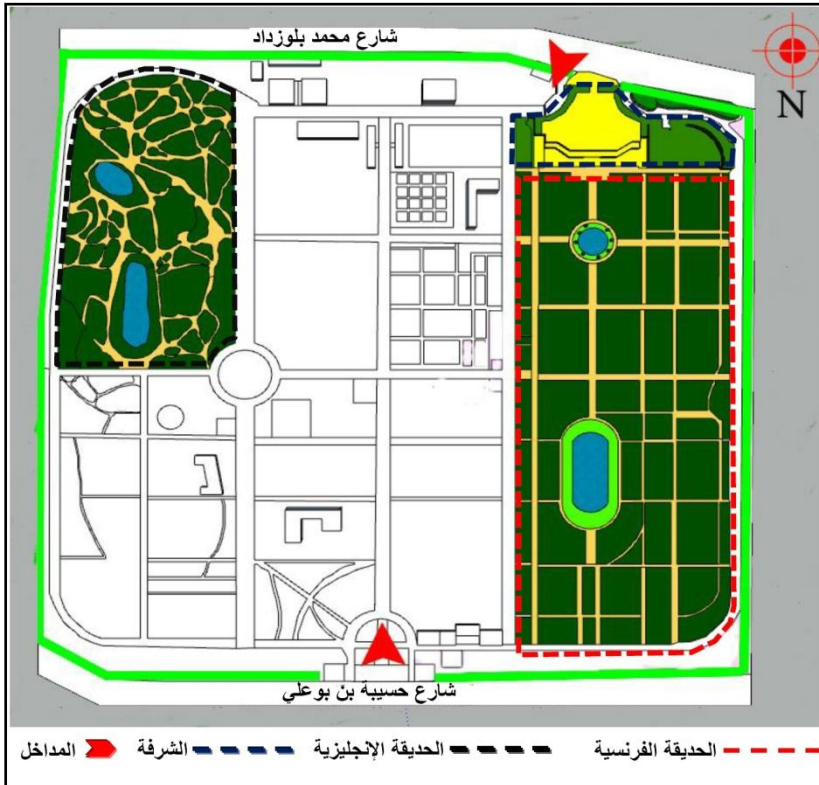 شارع محمد بلوزداد
N
شارع حسيبة بن بوعلي
الحديقة الفرنسية
الحديقة الإنجليزية
الشرفة
المداخل